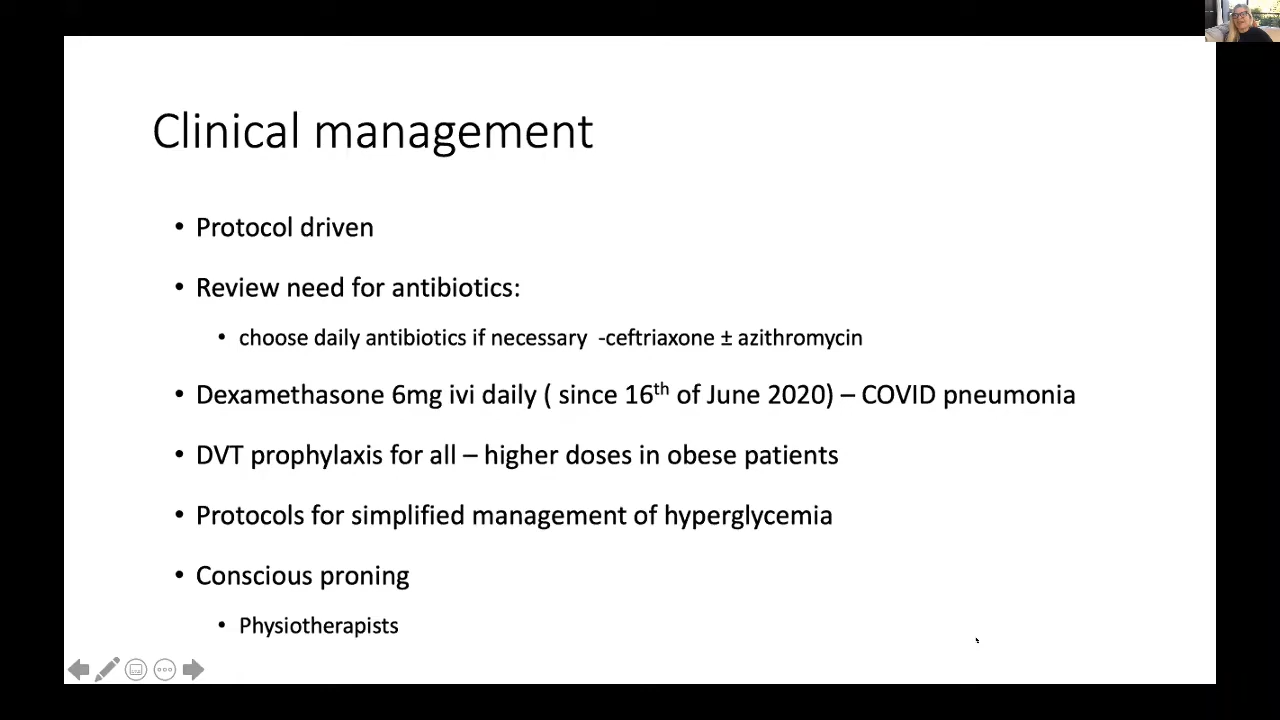 Clinical management
• Protocol driven
• Review need for antibiotics:
• choose daily antibiotics if necessary -ceftriaxone ± azithromycin
• Dexamethasone 6mg ivi daily ( since 16th of June 2020) – COVID pneumonia
• DVT prophylaxis for all – higher doses in obese patients
• Protocols for simplified management of hyperglycemia
• Conscious proning
• Physiotherapists